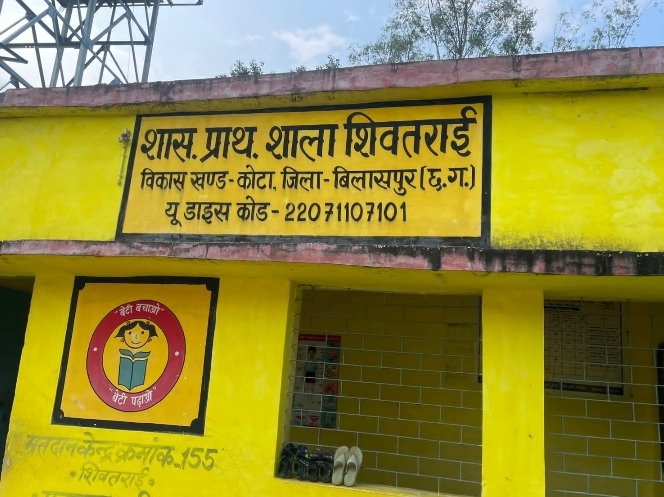 शास. प्राथ. शाला शिवतराई
विकास खण्ड-कोटा, जिला-बिलासपुर (छ.ग.)
यू डाइस कोड-22071107101
"बेटी बचाओ"
"बेटी पढ़ाओ"
मतदान केन्द्र क्रमांक-155
शिवतराई